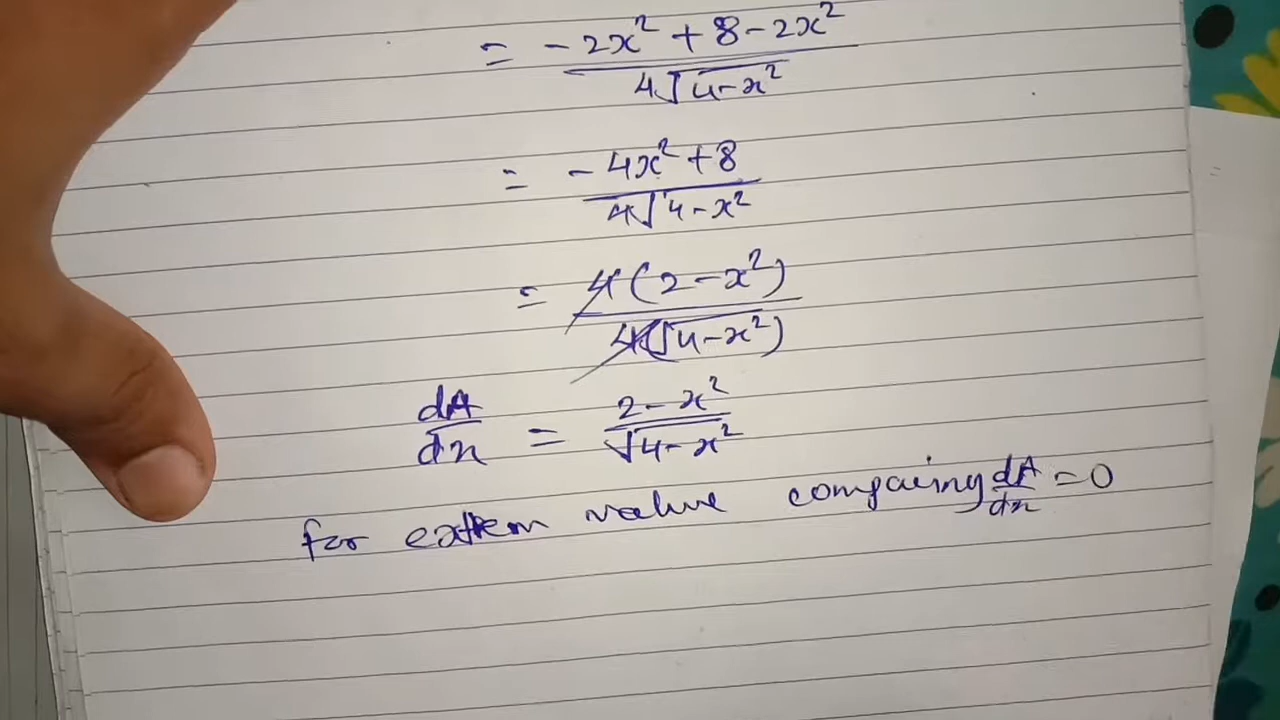 = -2x² + 8 - 2x² / 4√4-x²
= -4x² + 8 / 4√4-x²
= 4(2-x²) / 4(√4-x²)
dA/dx = 2-x² / √4-x²
for extrem value comparing dA/dx = 0